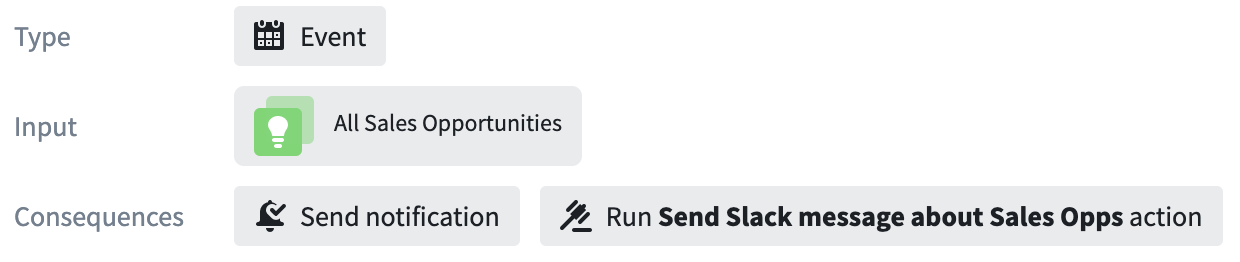 Type Event
Input All Sales Opportunities
Consequences Send notification Run Send Slack message about Sales Opps action